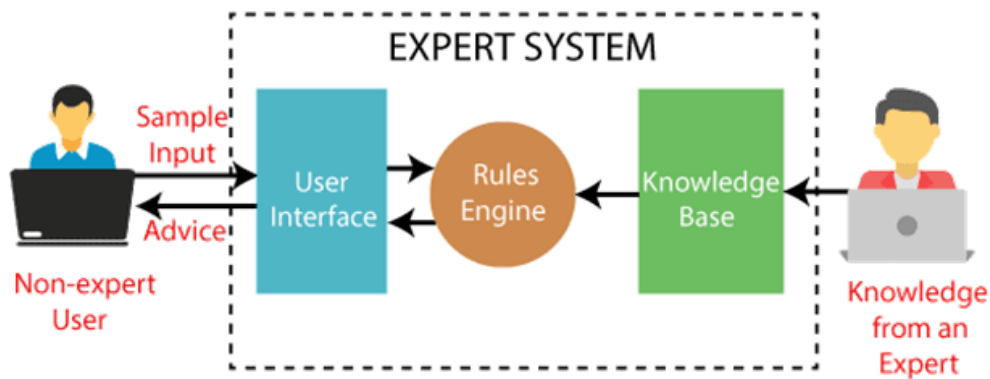 EXPERT SYSTEM
Sample
Input
Advice
Non-expert
User
User
Interface
Rules
Engine
Knowledge
Base
Knowledge
from an
Expert